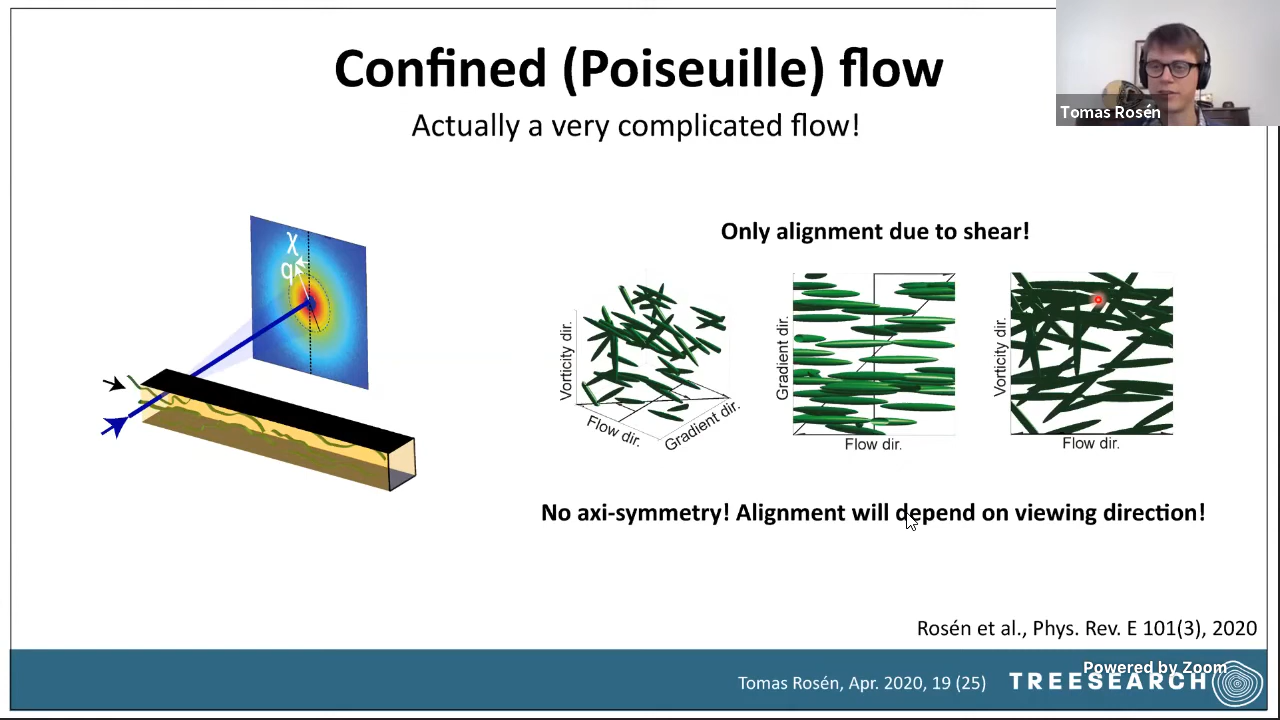 Confined (Poiseuille) flow
Actually a very complicated flow!
Tomas Rosén
χ
q
Only alignment due to shear!
Vorticity dir.
Flow dir.
Gradient dir.
Gradient dir.
Flow dir.
Vorticity dir.
Flow dir.
No axi-symmetry! Alignment will depend on viewing direction!
Rosén et al., Phys. Rev. E 101(3), 2020
Tomas Rosén, Apr. 2020, 19 (25)
TREESEARCH
Powered by Zoom